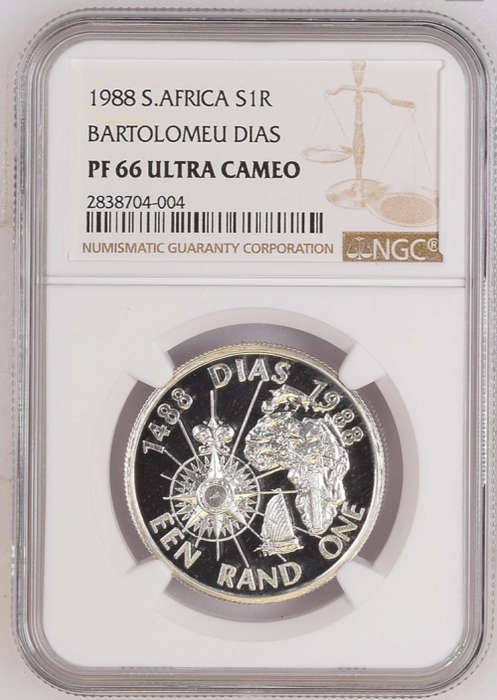 1988 S.AFRICA S1R
BARTOLOMEU DIAS
PF 66 ULTRA CAMEO
2838704-004
NUMISMATIC GUARANTY CORPORATION
NGC®
1488 DIAS 1988
EEN RAND ONE